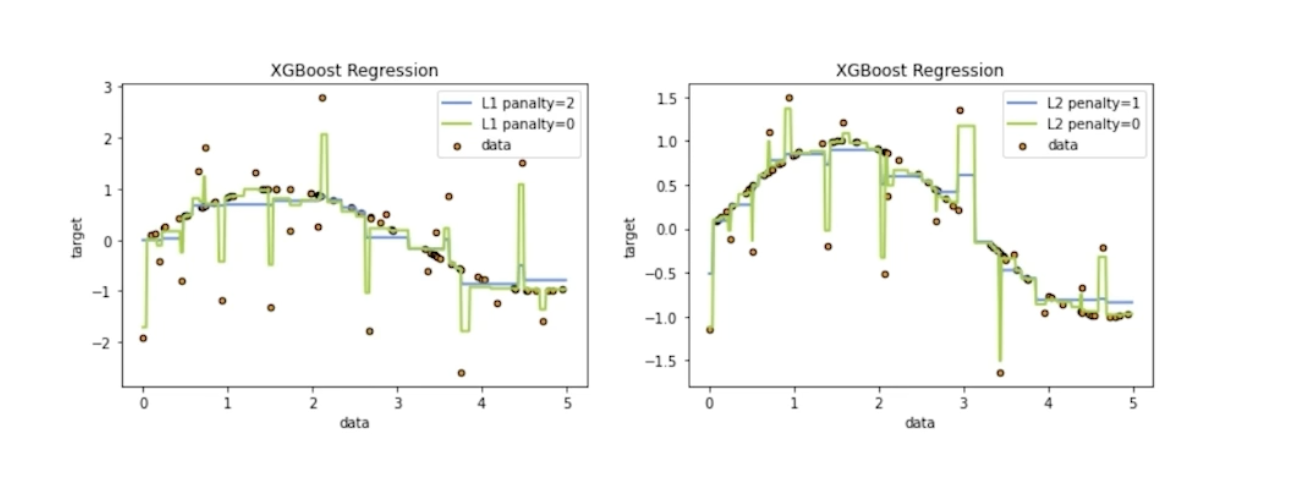 XGBoost Regression
L1 panalty=2
L1 panalty=0
data
3
2
1
0
−1
−2
target
0 1 2 3 4 5
data
XGBoost Regression
L2 penalty=1
L2 penalty=0
data
1.5
1.0
0.5
0.0
−0.5
−1.0
−1.5
target
0 1 2 3 4 5
data